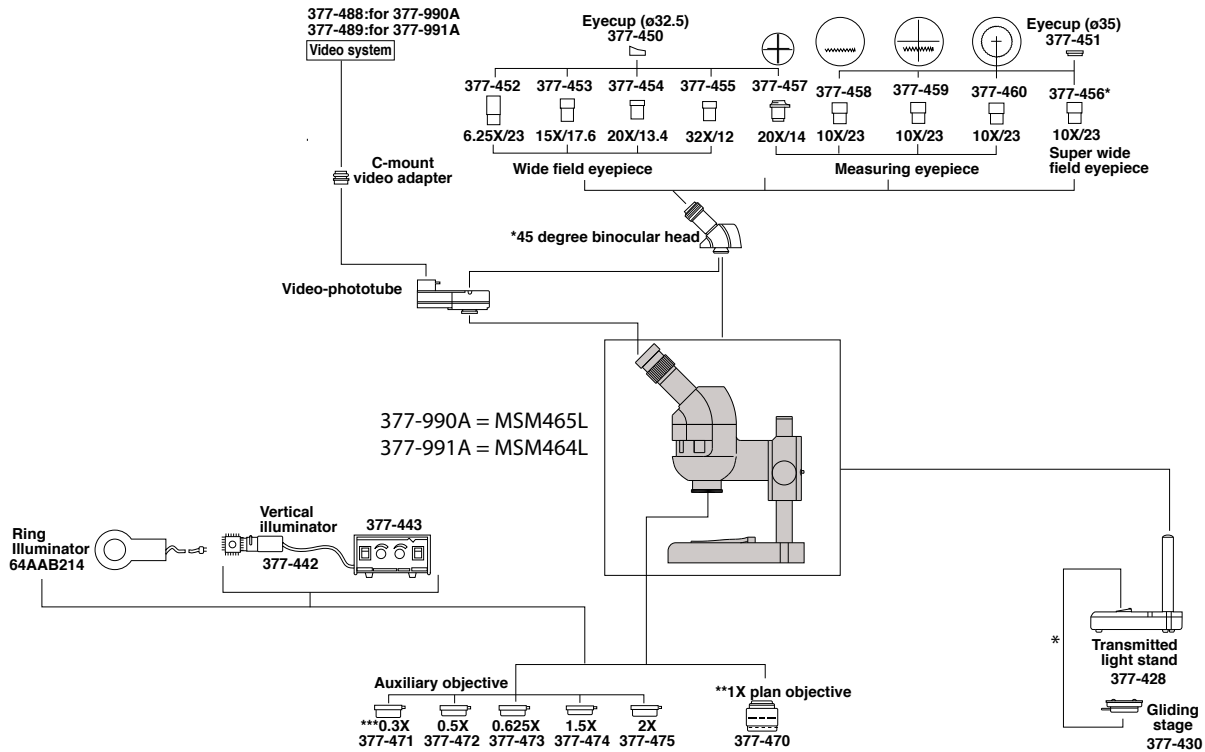 377-488:for 377-990A
377-489:for 377-991A
Video system
Eyecup (ø32.5)
377-450
Eyecup (ø35)
377-451
377-452
377-453
377-454
377-455
377-457
377-458
377-459
377-460
377-456*
6.25X/23
15X/17.6
20X/13.4
32X/12
20X/14
10X/23
10X/23
10X/23
10X/23
Wide field eyepiece
Measuring eyepiece
Super wide
field eyepiece
C-mount
video adapter
*45 degree binocular head
Video-phototube
377-990A = MSM465L
377-991A = MSM464L
Ring
Illuminator
64AAB214
Vertical
illuminator
377-442
377-443
*
Transmitted
light stand
377-428
Gliding
stage
377-430
Auxiliary objective
***0.3X
377-471
0.5X
377-472
0.625X
377-473
1.5X
377-474
2X
377-475
**1X plan objective
377-470